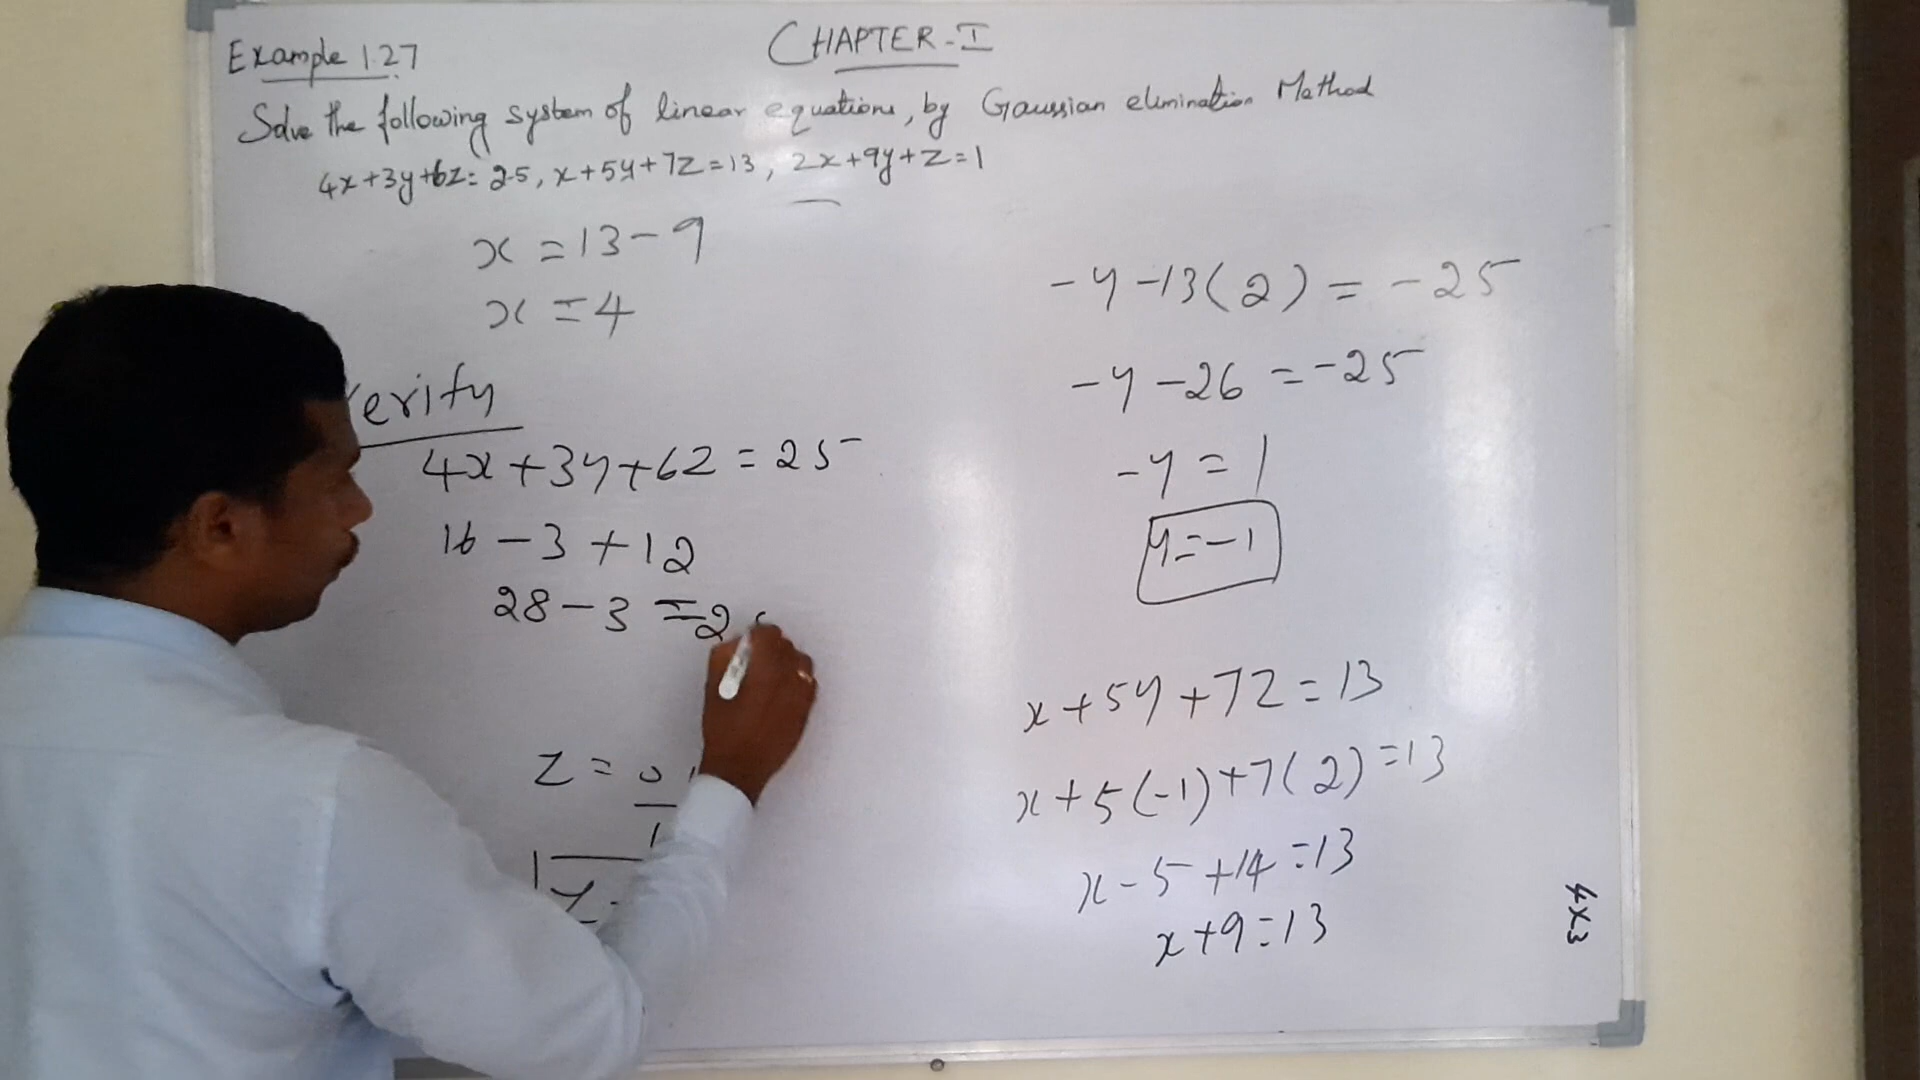 CHAPTER-I
Example 1.27
Solve the following system of linear equations, by Gaussian elimination Method
4x+3y+6z=25, x+5y+7z=13, 2x+9y+z=1
x=13-9
x=4
erify
4x+3y+6z=25
16-3+12
28-3=2
z=
-y-13(2)=-25
-y-26=-25
-y=1
y=-1
x+5y+7z=13
x+5(-1)+7(2)=13
x-5+14=13
x+9=13
4x3